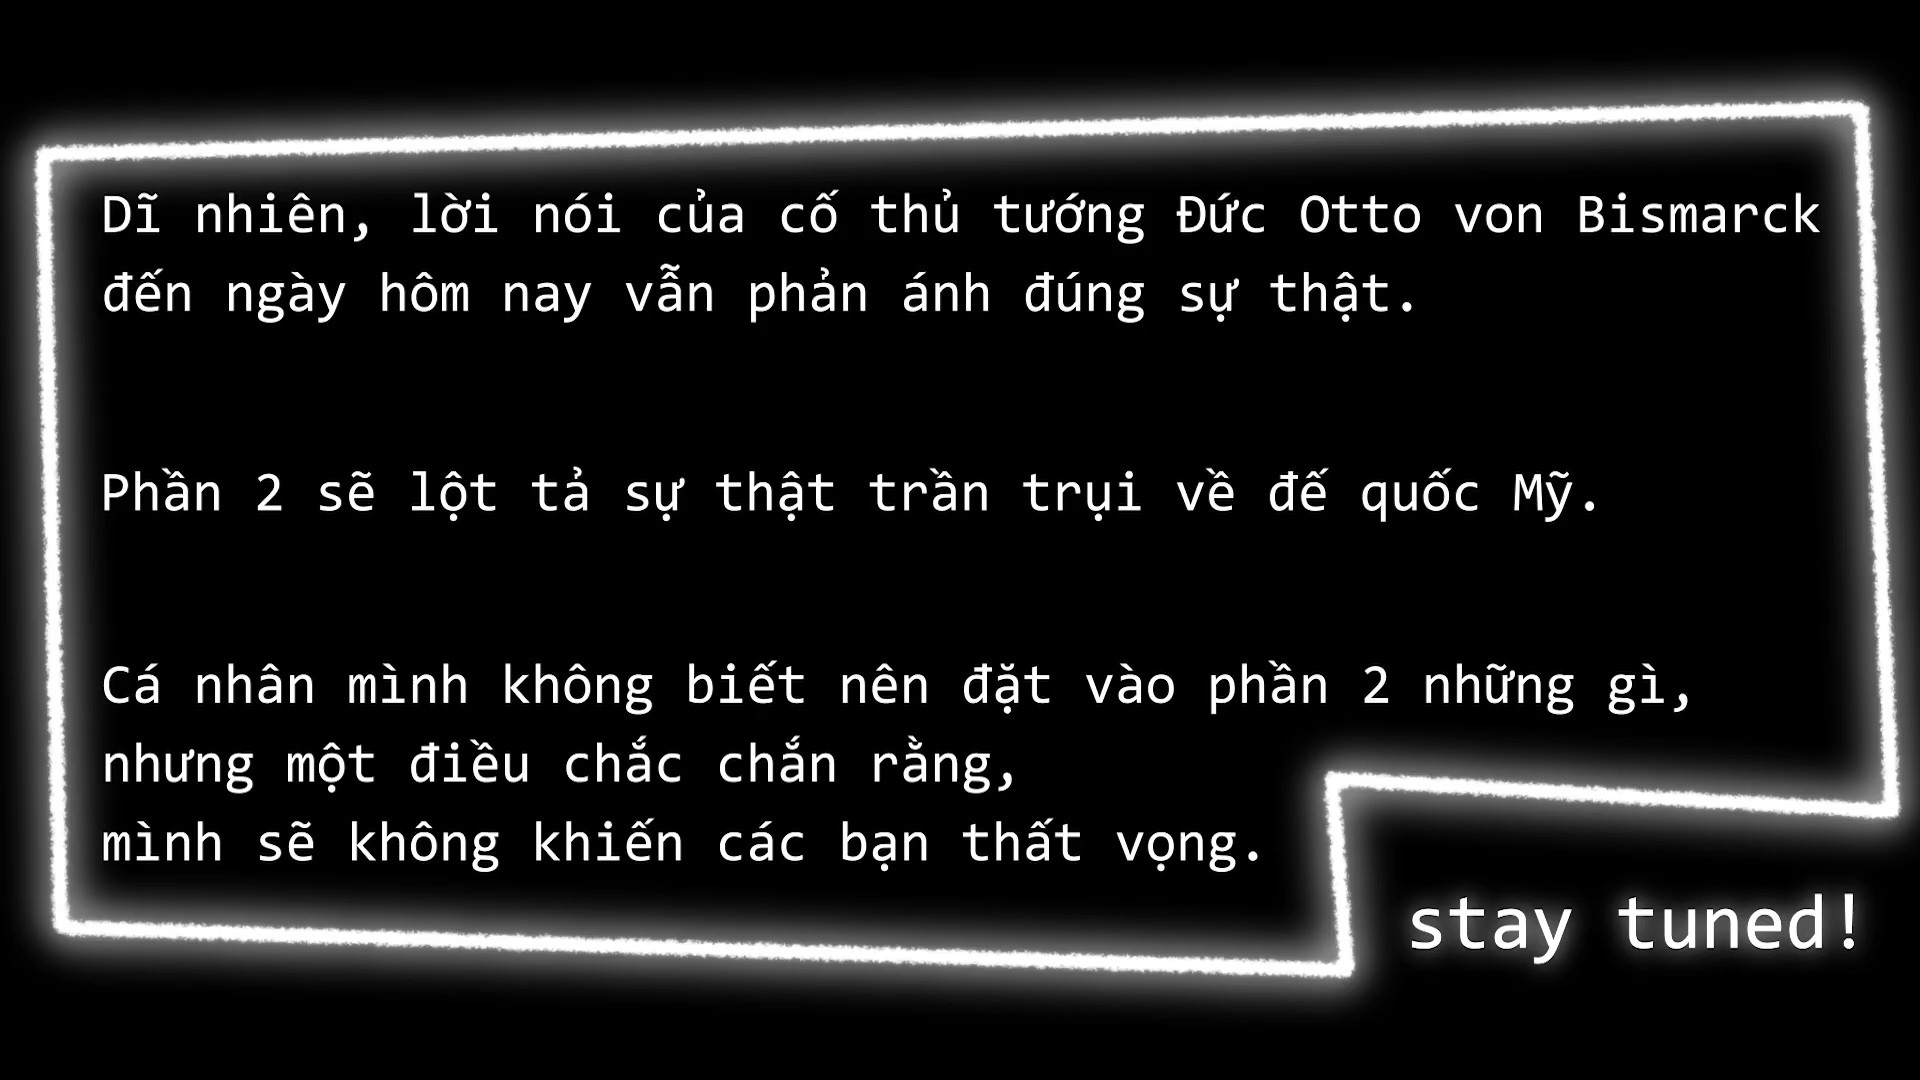 Dĩ nhiên, lời nói của cố thủ tướng Đức Otto von Bismarck
đến ngày hôm nay vẫn phản ánh đúng sự thật.
Phần 2 sẽ lột tả sự thật trần trụi về đế quốc Mỹ.
Cá nhân mình không biết nên đặt vào phần 2 những gì,
nhưng một điều chắc chắn rằng,
mình sẽ không khiến các bạn thất vọng.
stay tuned!